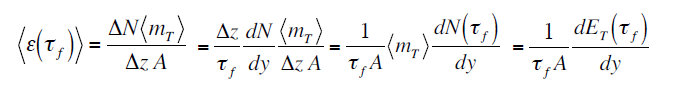 ⟨ε(τ_f)⟩ = ΔN⟨m_T⟩ / Δz A = Δz/τ_f dN/dy ⟨m_T⟩/Δz A = 1/τ_f A ⟨m_T⟩ dN(τ_f)/dy = 1/τ_f A dE_T(τ_f)/dy